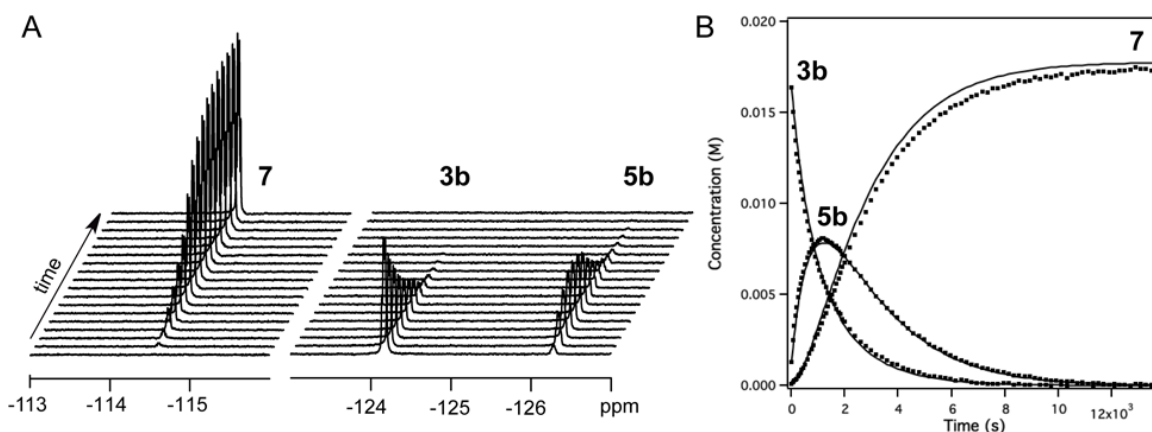 A
7
3b
5b
time
-113
-114
-115
-124
-125
-126
ppm
B
0.020
0.015
0.010
0.005
0.000
Concentration (M)
3b
5b
7
0
2
4
6
8
10
12x10³
Time (s)